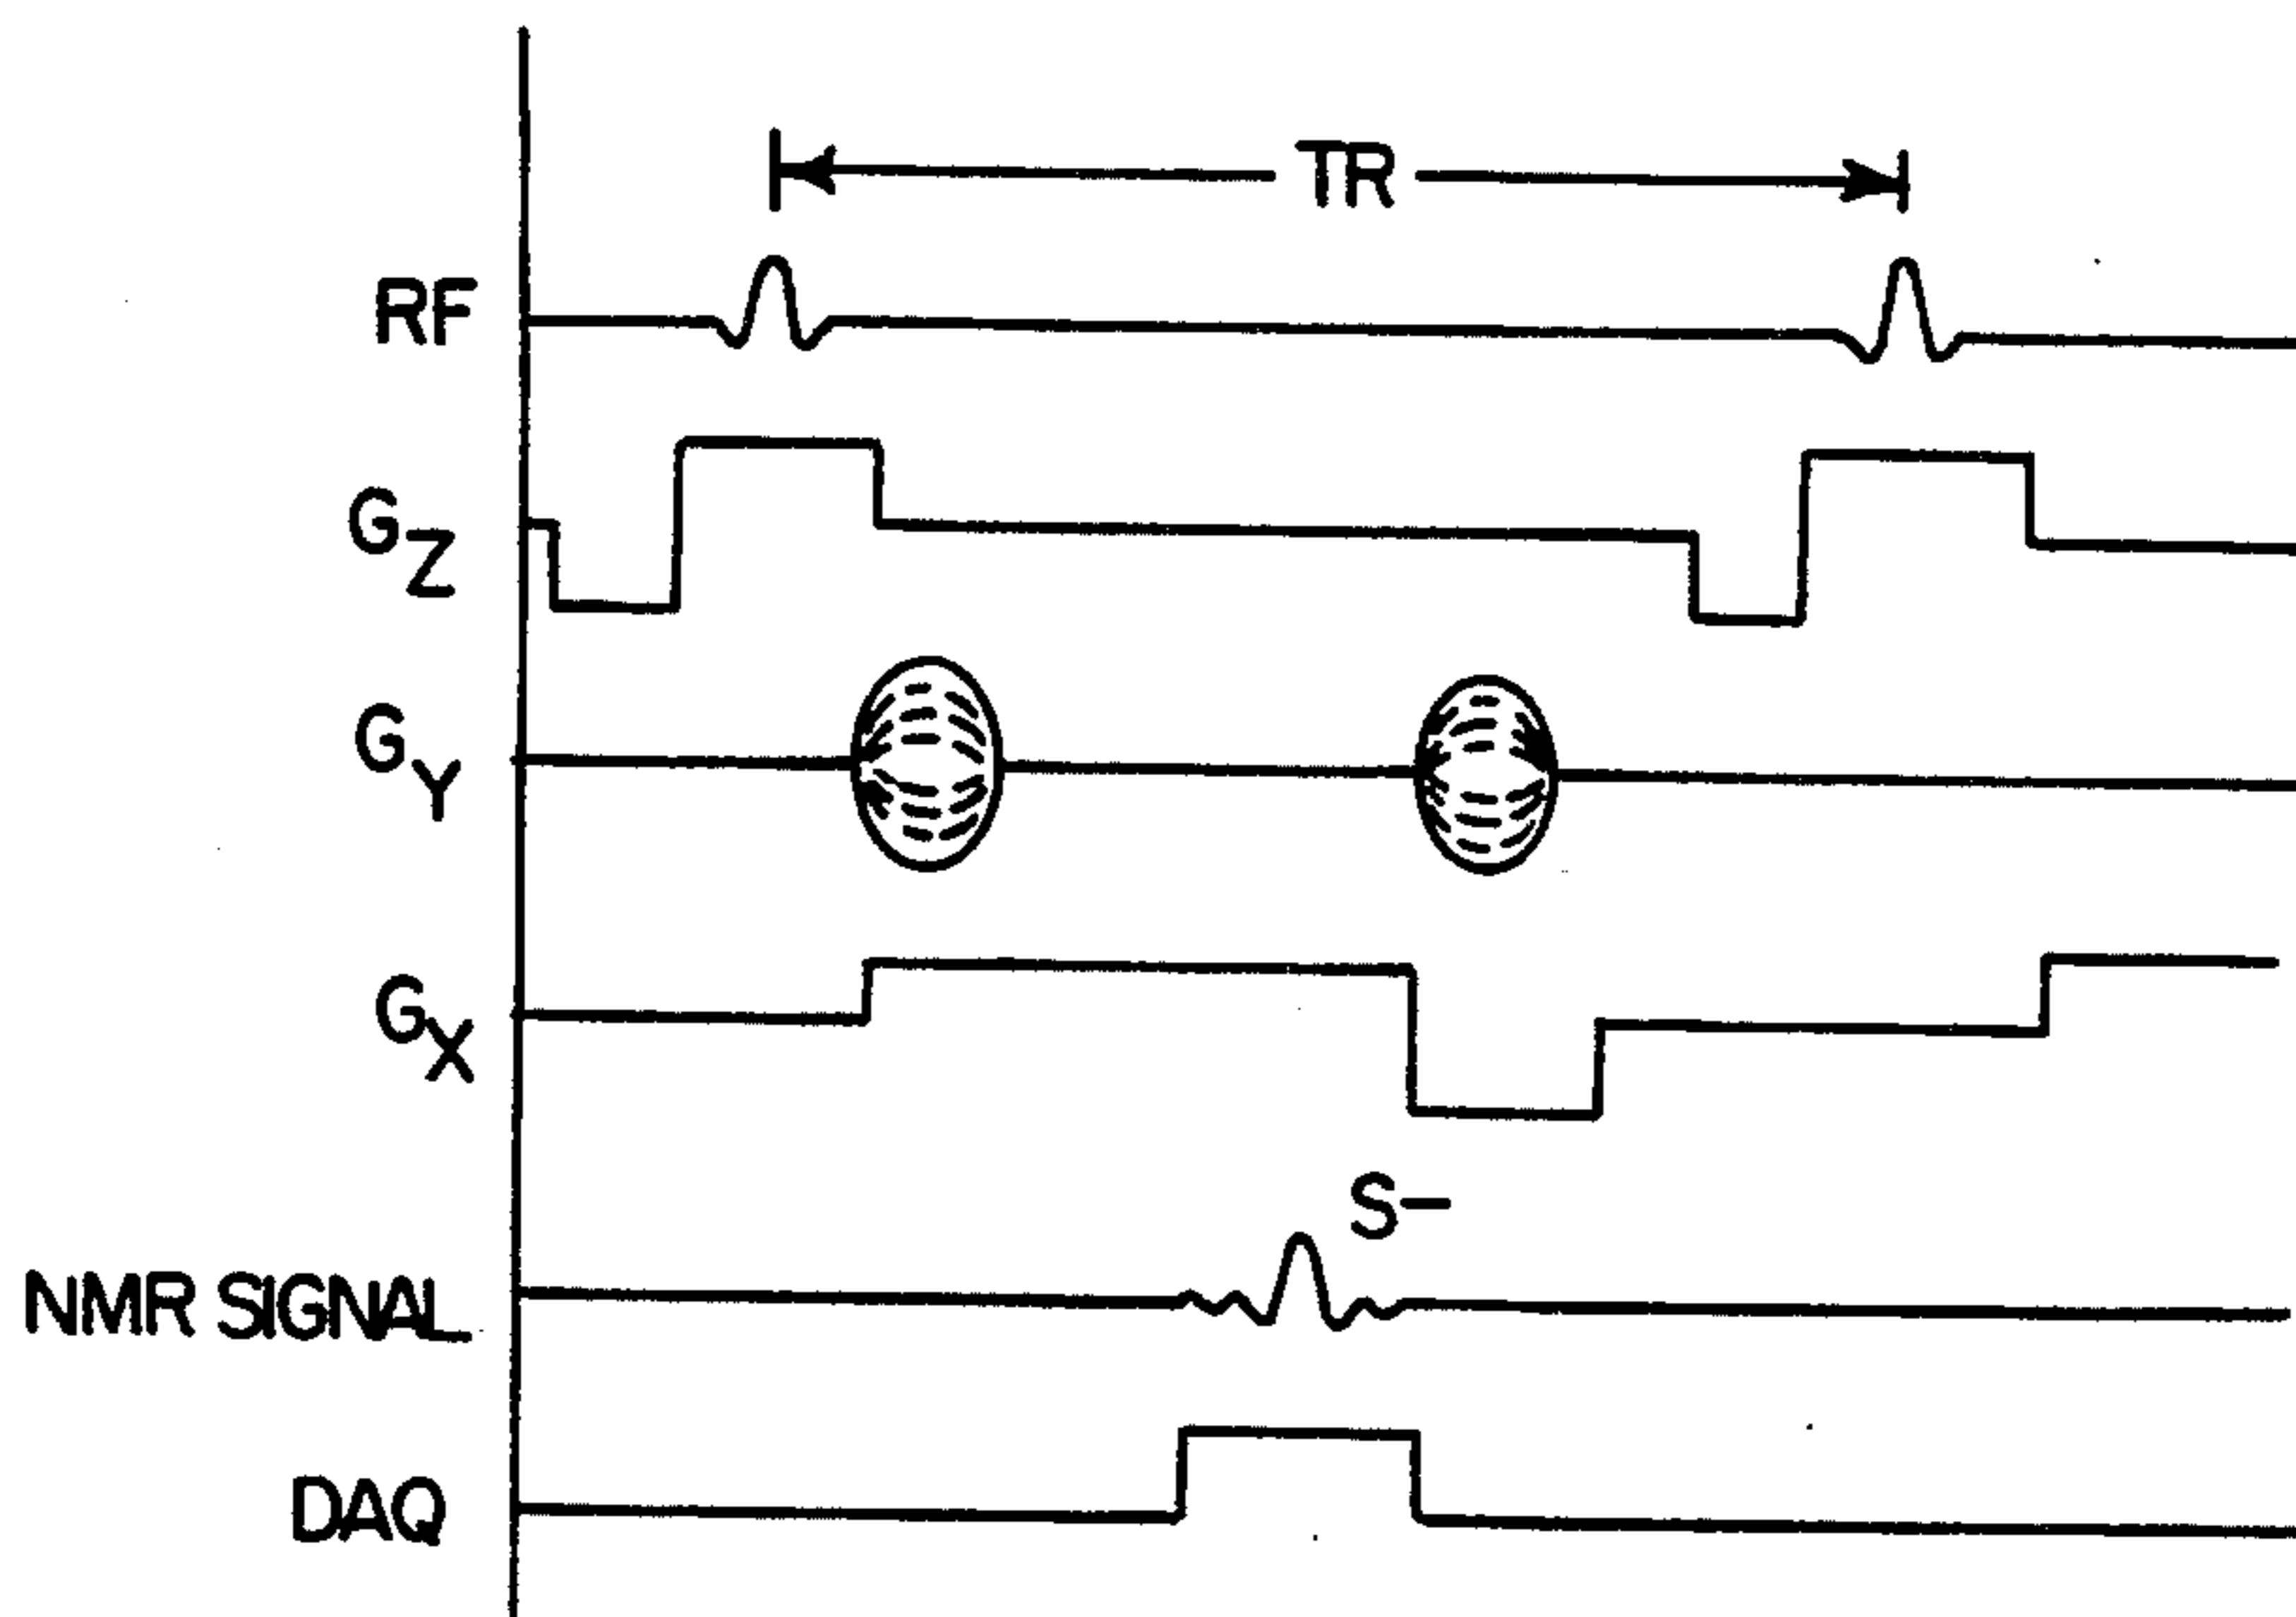 TR
RF
GZ
GY
GX
S-
NMR SIGNAL
DAQ